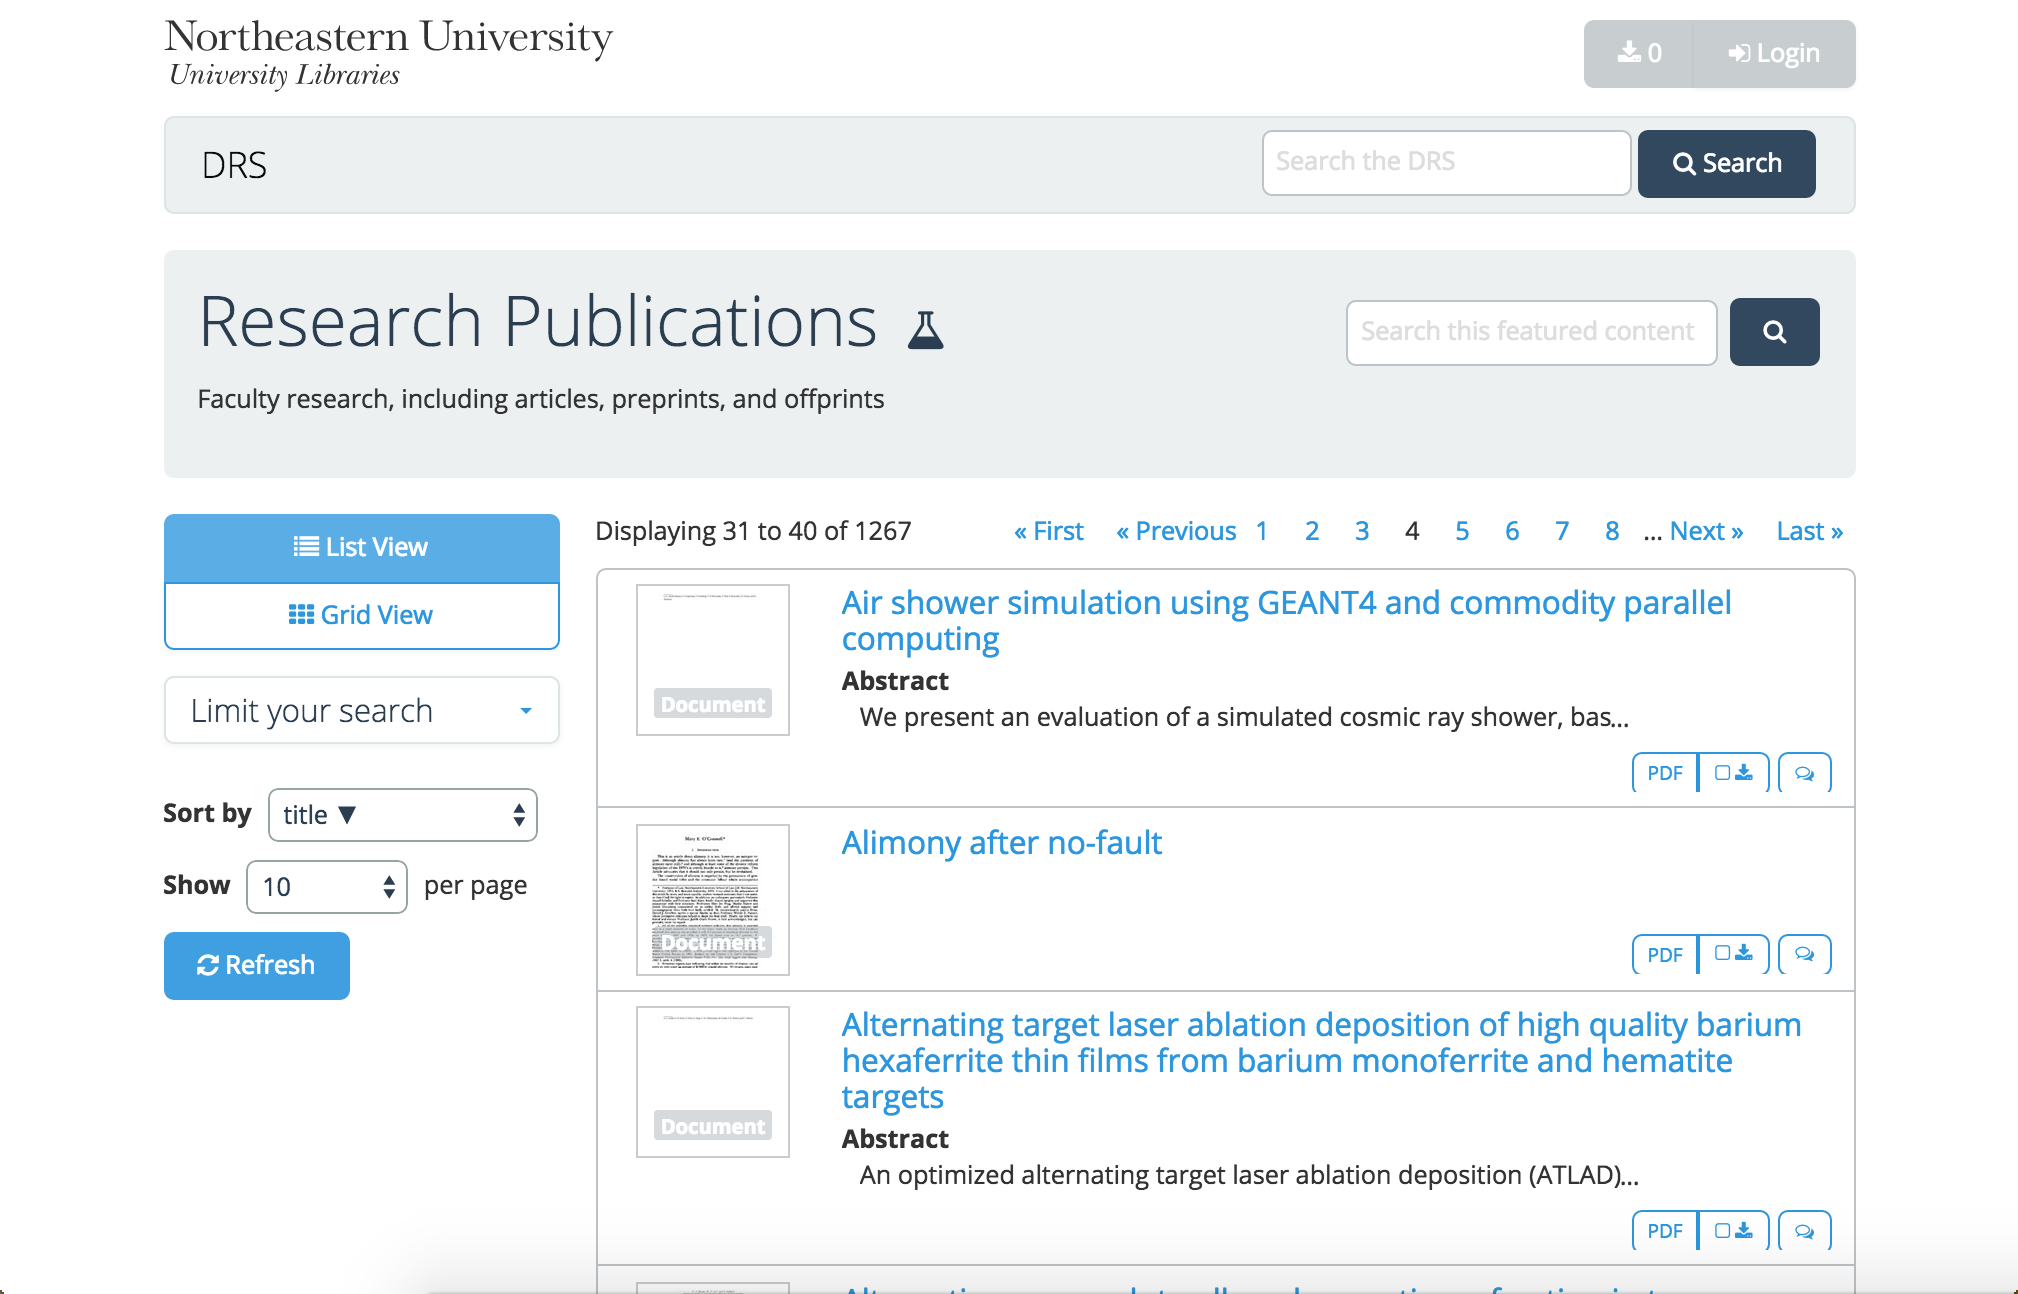 Northeastern University
University Libraries
0 Login
DRS
Search the DRS
Search
Research Publications
Search this featured content
Faculty research, including articles, preprints, and offprints
List View
Grid View
Limit your search
Sort by title ▼
Show 10 per page
Refresh
Displaying 31 to 40 of 1267
« First « Previous 1 2 3 4 5 6 7 8 ... Next » Last »
Document
Air shower simulation using GEANT4 and commodity parallel
computing
Abstract
We present an evaluation of a simulated cosmic ray shower, bas...
PDF
Mary E. O'Connell*
Document
Alimony after no-fault
PDF
Document
Alternating target laser ablation deposition of high quality barium
hexaferrite thin films from barium monoferrite and hematite
targets
Abstract
An optimized alternating target laser ablation deposition (ATLAD)...
PDF